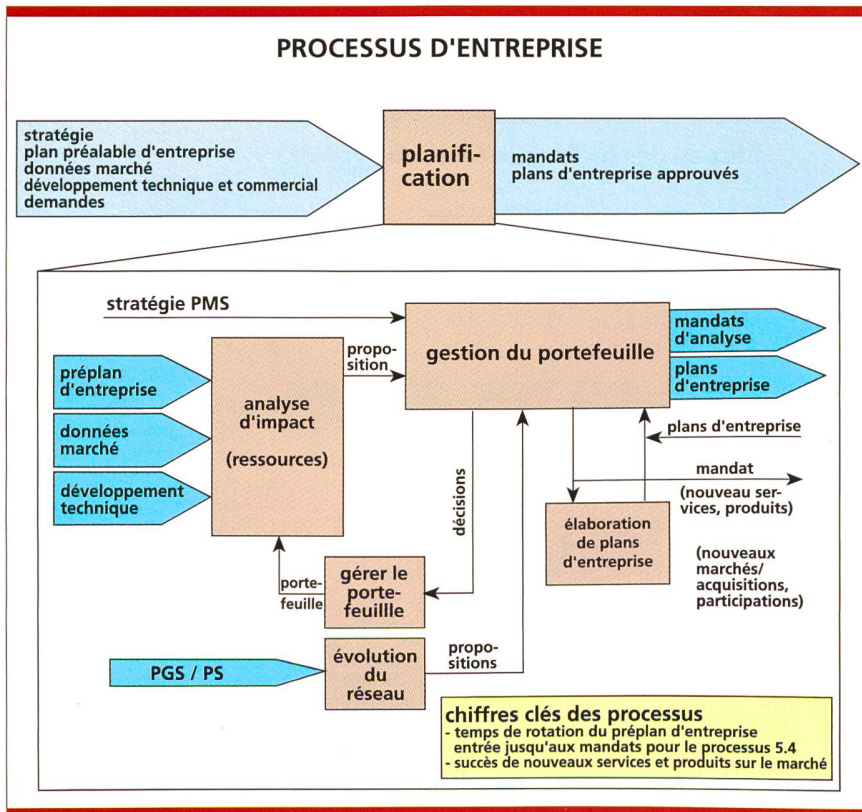 PROCESSUS D'ENTREPRISE
stratégie
plan préalable d'entreprise
données marché
développement technique et commercial
demandes
planifi-
cation
mandats
plans d'entreprise approuvés
stratégie PMS
préplan
d'entreprise
données
marché
développement
technique
analyse
d'impact
(ressources)
propo-
sition
gestion du portefeuille
mandats
d'analyse
plans
d'entreprise
plans d'entreprise
mandat
(nouveau ser-
vices, produits)
élaboration
de plans
d'entreprise
(nouveaux
marchés/
acquisitions,
participations)
décisions
porte-
feuille
gérer le
porte-
feuillle
PGS / PS
évolution
du
réseau
propo-
sitions
chiffres clés des processus
- temps de rotation du préplan d'entreprise
entrée jusqu'aux mandats pour le processus 5.4
- succès de nouveaux services et produits sur le marché